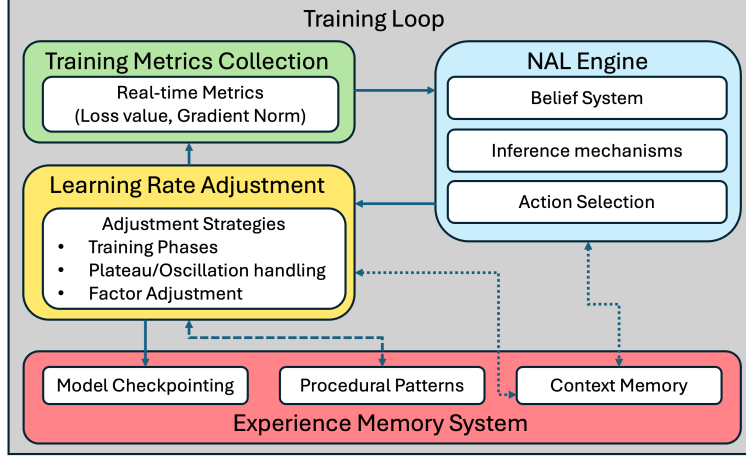 Training Loop
Training Metrics Collection
Real-time Metrics
(Loss value, Gradient Norm)
NAL Engine
Belief System
Inference mechanisms
Action Selection
Learning Rate Adjustment
Adjustment Strategies
• Training Phases
• Plateau/Oscillation handling
• Factor Adjustment
Model Checkpointing
Procedural Patterns
Context Memory
Experience Memory System